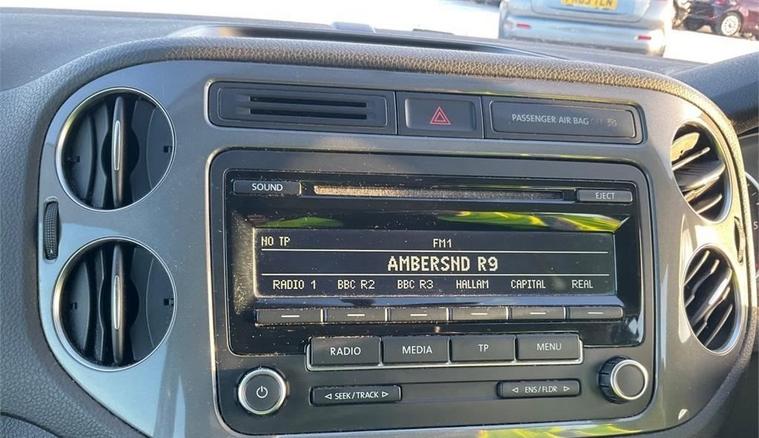 PASSENGER AIR BAG OFF
SOUND
EJECT
NO TP FM1
AMBERSND R9
RADIO 1 BBC R2 BBC R3 HALLAM CAPITAL REAL
RADIO MEDIA TP MENU
SEEK / TRACK ENS / FLDR